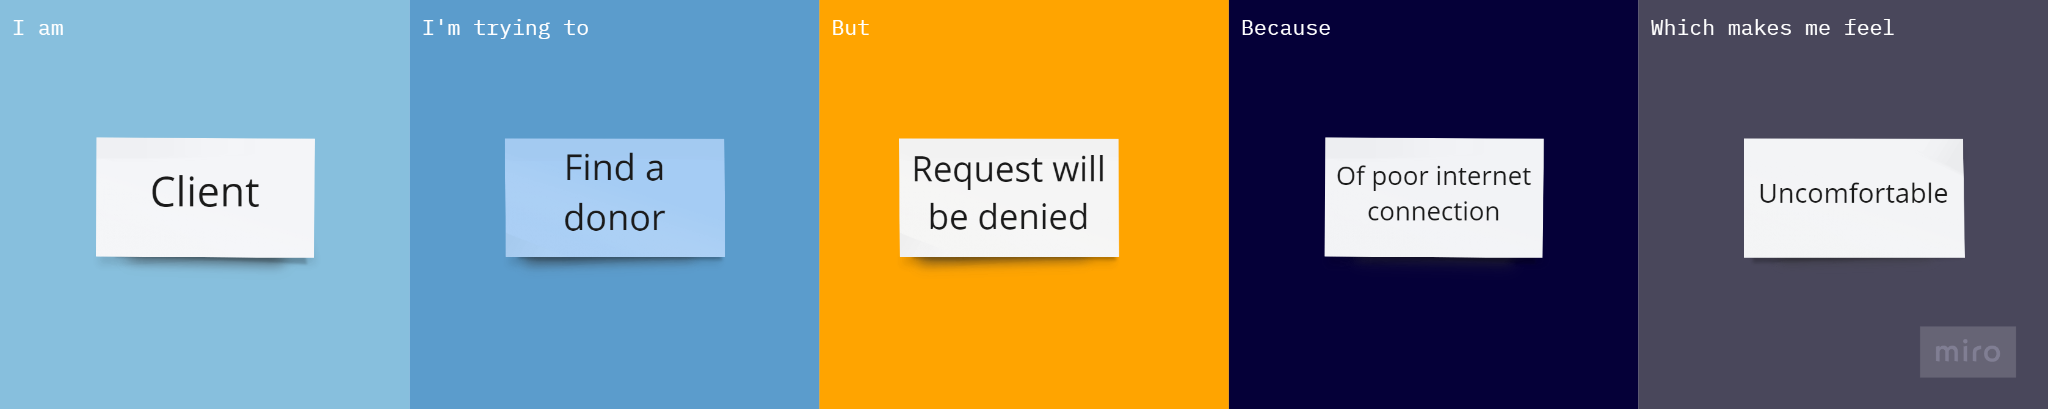 I am
Client
I'm trying to
Find a
donor
But
Request will
be denied
Because
Of poor internet
connection
Which makes me feel
Uncomfortable
miro